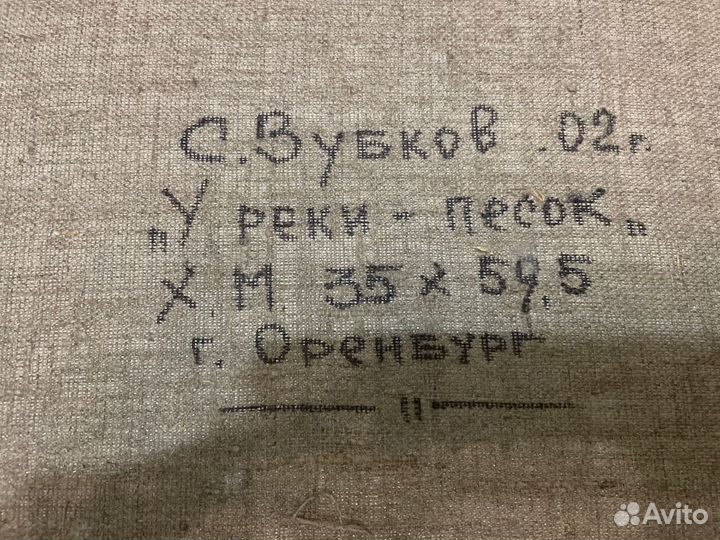 С. Зубков .02г.
„У реки - песок"
Х М 35 х 59,5
г. Оренбург
— " —
Avito